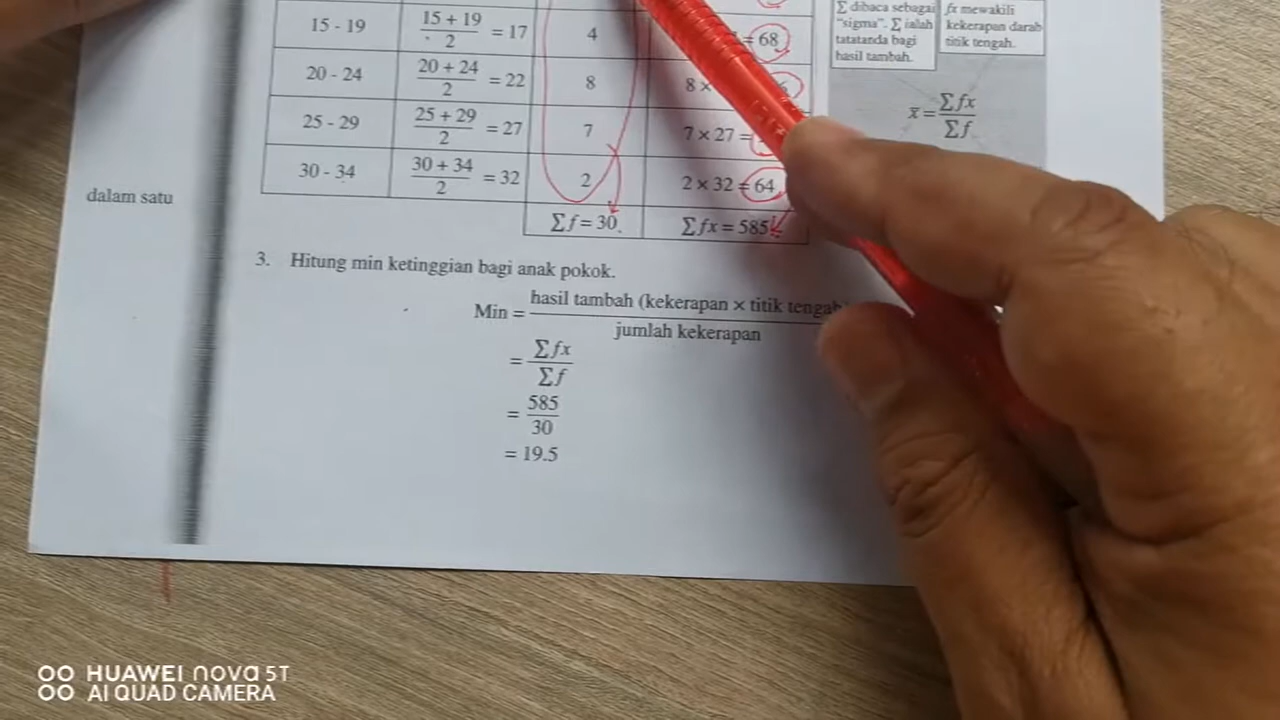 Σ dibaca sebagai
"sigma". Σ ialah
tatatanda bagi
hasil tambah.
fx mewakili
kekerapan darab
titik tengah.
x̄ = Σfx / Σf
15 - 19 (15 + 19)/2 = 17 4 = 68
20 - 24 (20 + 24)/2 = 22 8 8 ×
25 - 29 (25 + 29)/2 = 27 7 7 × 27 =
30 - 34 (30 + 34)/2 = 32 2 2 × 32 = 64
Σf = 30 Σfx = 585
dalam satu
3. Hitung min ketinggian bagi anak pokok.
Min = hasil tambah (kekerapan × titik tengah
jumlah kekerapan
= Σfx / Σf
= 585 / 30
= 19.5
HUAWEI nova 5T
AI QUAD CAMERA